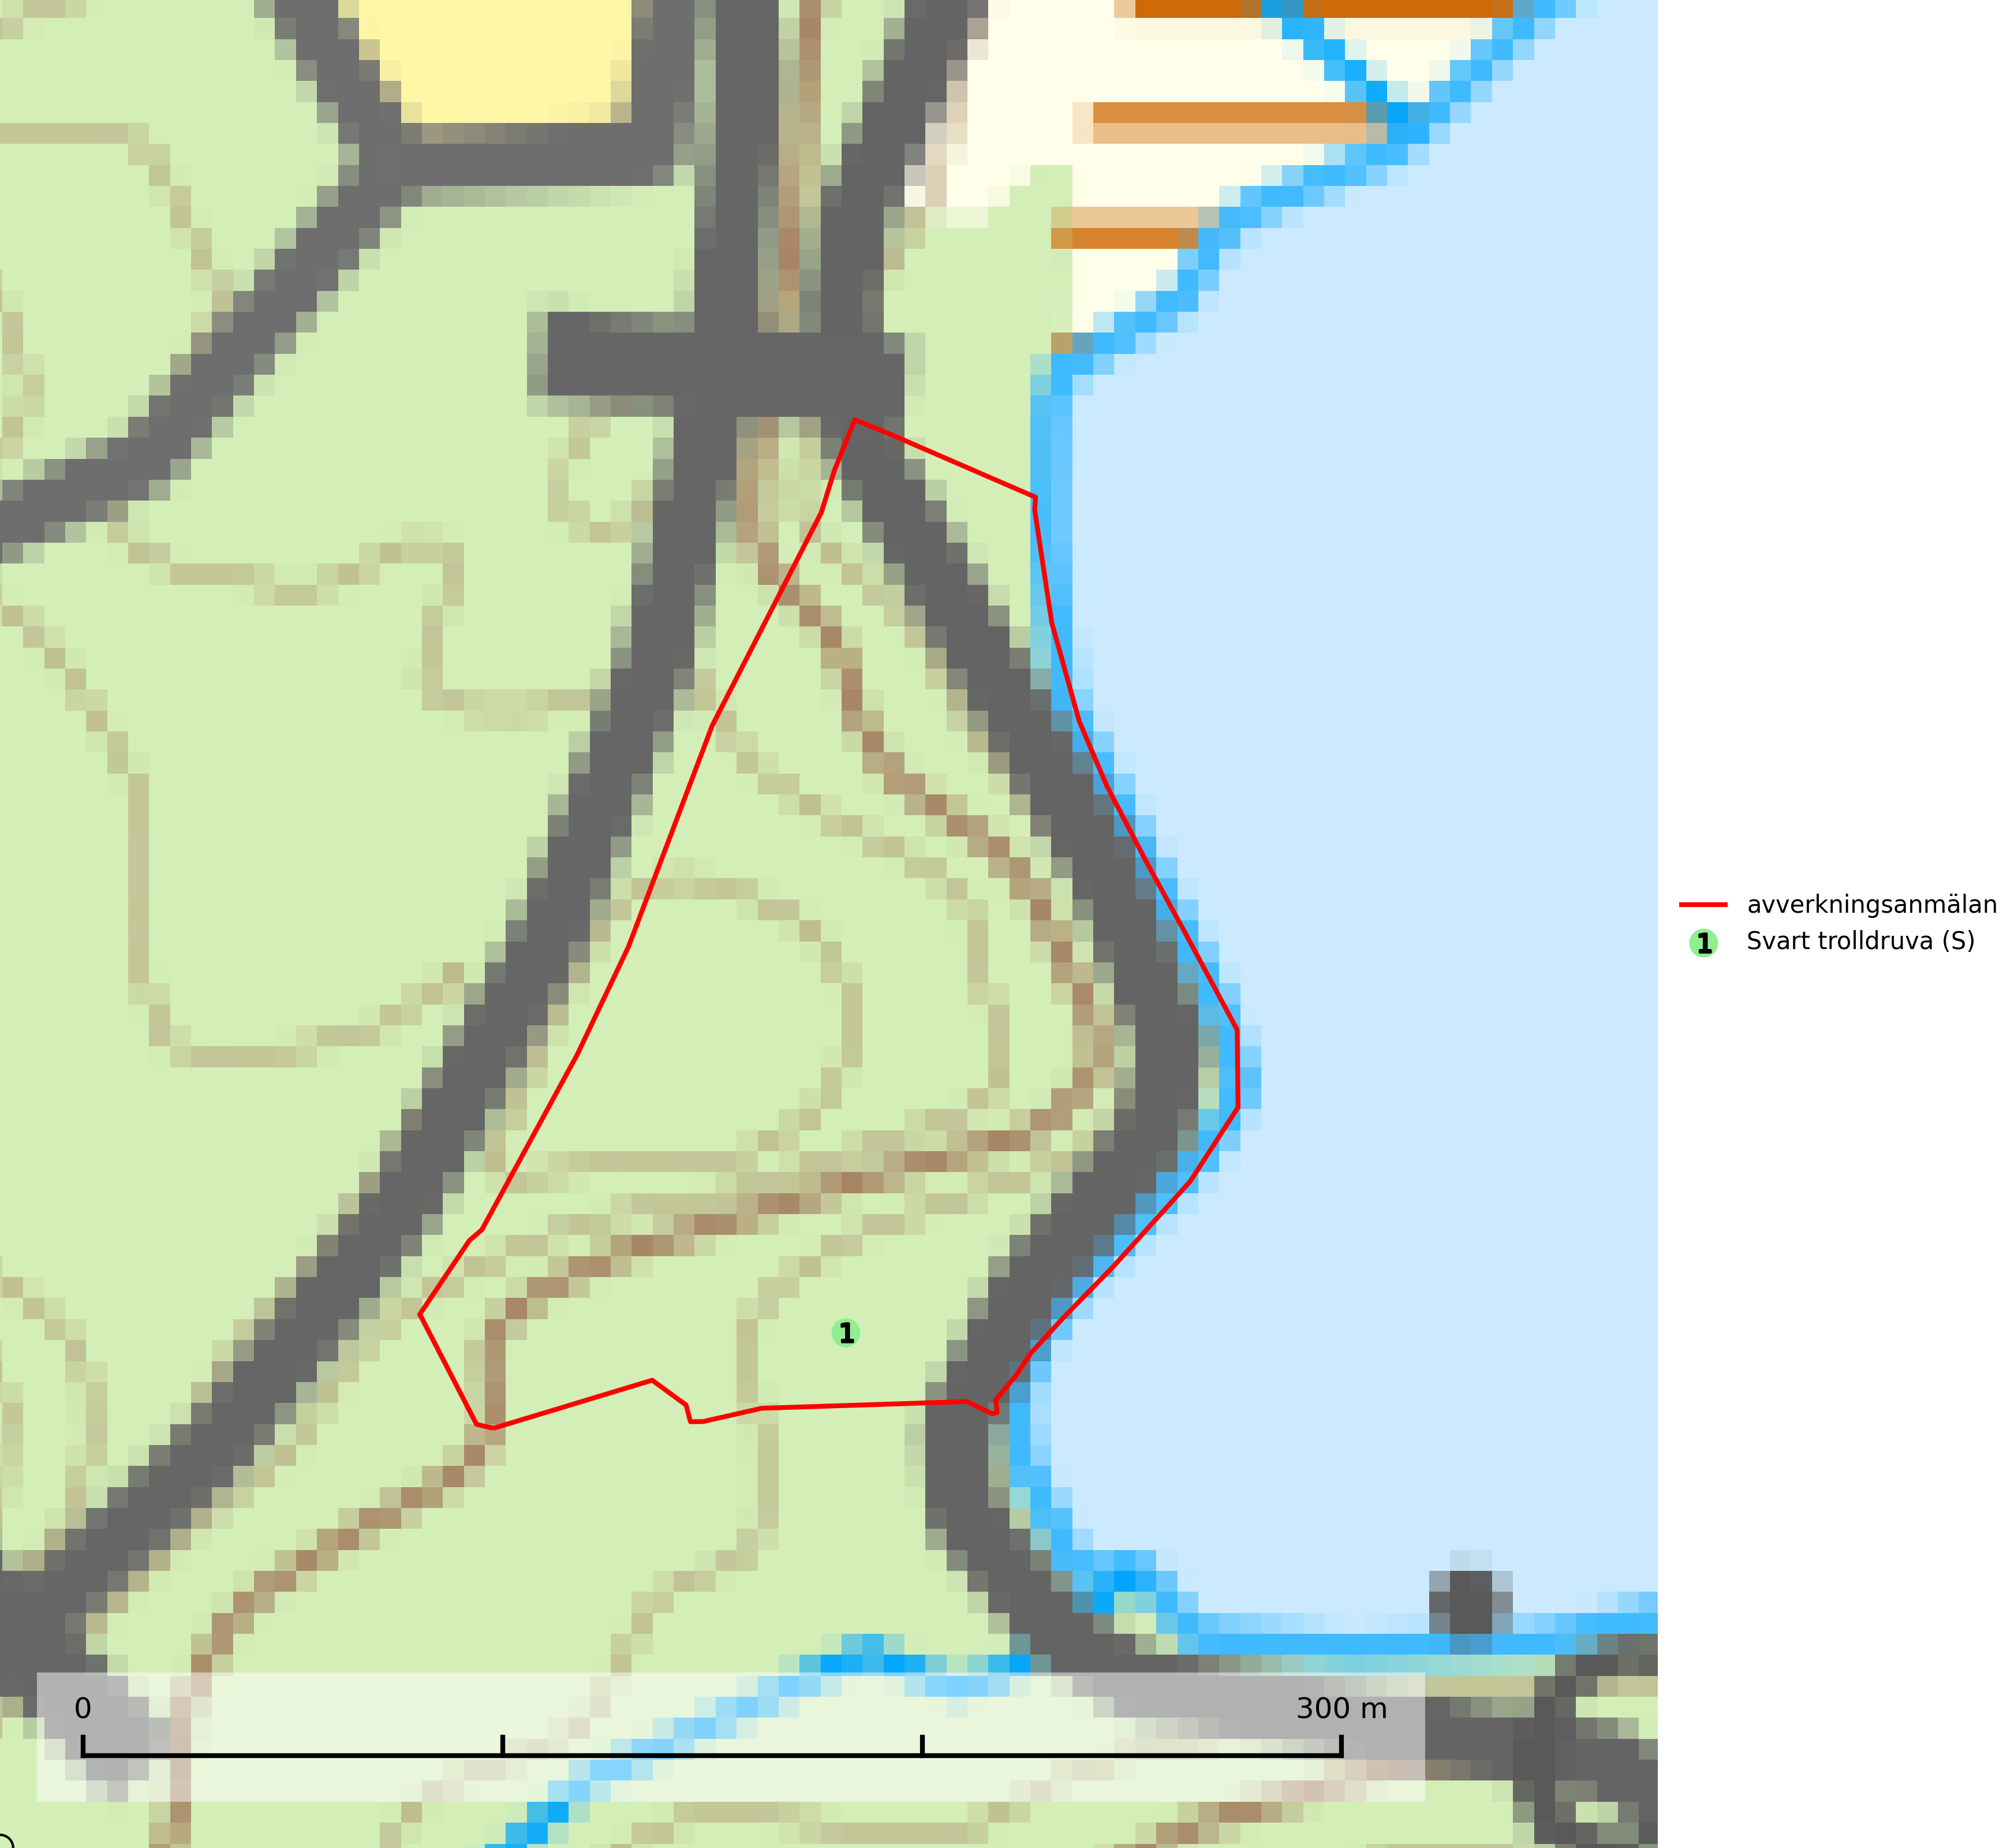 avverkningsanmälan
1 Svart trolldruva (S)
1
0 300 m